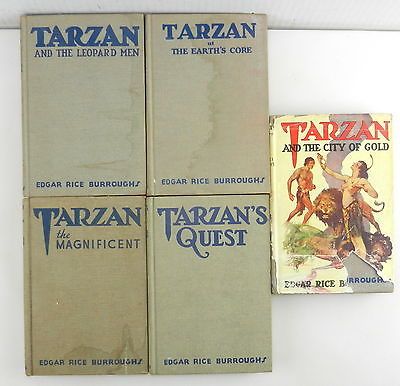 TARZAN
AND THE LEOPARD MEN
EDGAR RICE BURROUGHS
TARZAN
at
THE EARTH'S CORE
EDGAR RICE BURROUGHS
TARZAN
AND THE CITY OF GOLD
EDGAR RICE BURROUGHS
TARZAN
the
MAGNIFICENT
EDGAR RICE BURROUGHS
TARZAN'S
QUEST
EDGAR RICE BURROUGHS